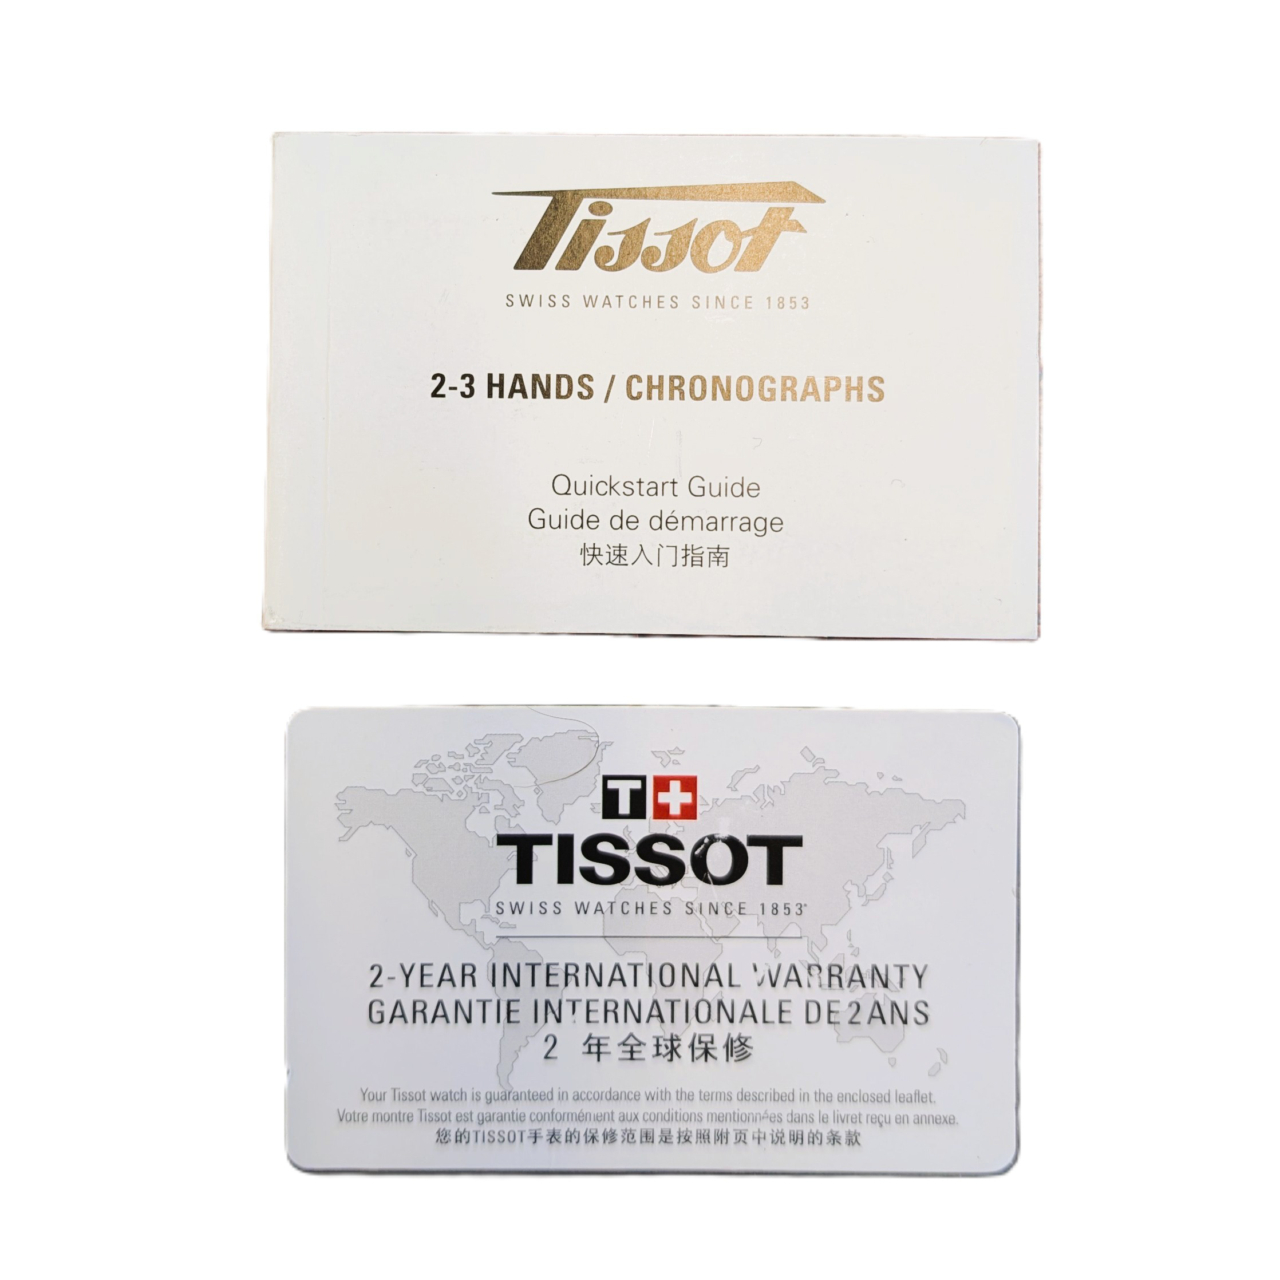 Tissot
SWISS WATCHES SINCE 1853
2-3 HANDS / CHRONOGRAPHS
Quickstart Guide
Guide de démarrage
快速入门指南
T+
TISSOT
SWISS WATCHES SINCE 1853
2-YEAR INTERNATIONAL WARRANTY
GARANTIE INTERNATIONALE DE 2 ANS
2 年全球保修
Your Tissot watch is guaranteed in accordance with the terms described in the enclosed leaflet.
Votre montre Tissot est garantie conformément aux conditions mentionnées dans le livret reçu en annexe.
您的TISSOT手表的保修范围是按照附页中说明的条款